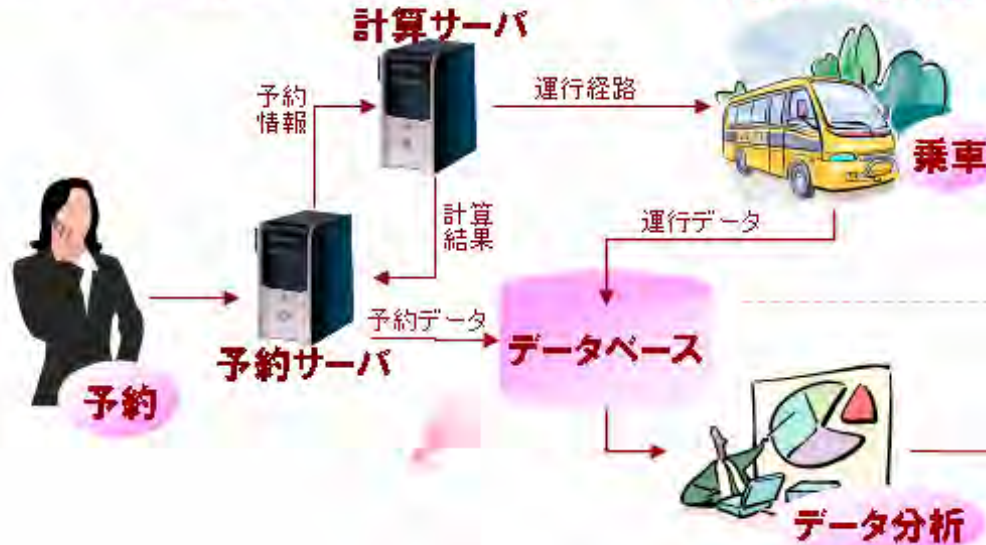 計算サーバ
予約
情報
運行経路
乗車
計算
結果
運行データ
予約データ
データベース
予約サーバ
予約
データ分析